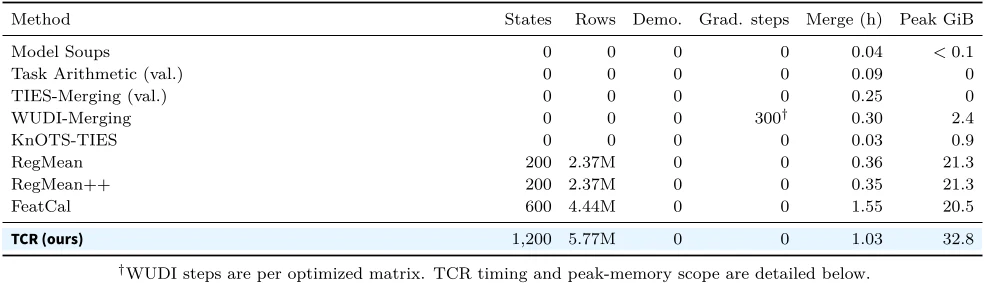 Method States Rows Demo. Grad. steps Merge (h) Peak GiB
Model Soups 0 0 0 0 0.04 < 0.1
Task Arithmetic (val.) 0 0 0 0 0.09 0
TIES-Merging (val.) 0 0 0 0 0.25 0
WUDI-Merging 0 0 0 300† 0.30 2.4
KnOTS-TIES 0 0 0 0 0.03 0.9
RegMean 200 2.37M 0 0 0.36 21.3
RegMean++ 200 2.37M 0 0 0.35 21.3
FeatCal 600 4.44M 0 0 1.55 20.5
TCR (ours) 1,200 5.77M 0 0 1.03 32.8
†WUDI steps are per optimized matrix. TCR timing and peak-memory scope are detailed below.